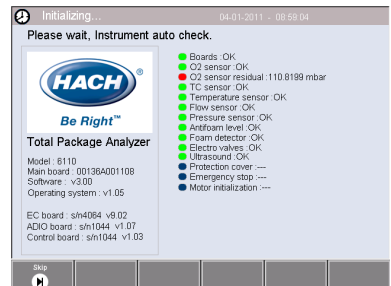 Initializing...
04-01-2011 - 08:58:04
Please wait, Instrument auto check.
HACH®
Be Right™
Total Package Analyzer
Model : 6110
Main board : 00136A001108
Software : v3.00
Operating system : v1.05
EC board : s/n4064 v9.02
ADIO board : s/n1044 v1.07
Control board : s/n1044 v1.03
Boards :OK
O2 sensor :OK
O2 sensor residual :110.8199 mbar
TC sensor :OK
Temperature sensor :OK
Flow sensor :OK
Pressure sensor :OK
Antifoam level :OK
Foam detector :OK
Electro valves :OK
Ultrasound :OK
Protection cover :---
Emergency stop :---
Motor initialization :---
Skip